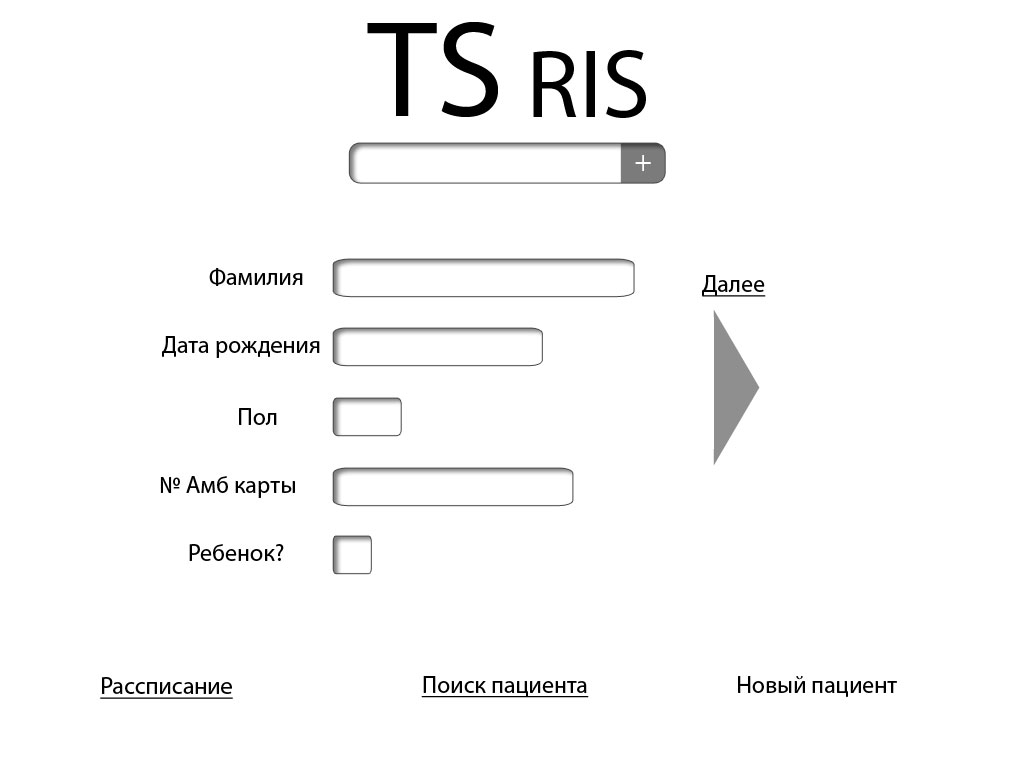 TS RIS
+
Фамилия
Далее
Дата рождения
Пол
№ Амб карты
Ребенок?
Рассписание
Поиск пациента
Новый пациент